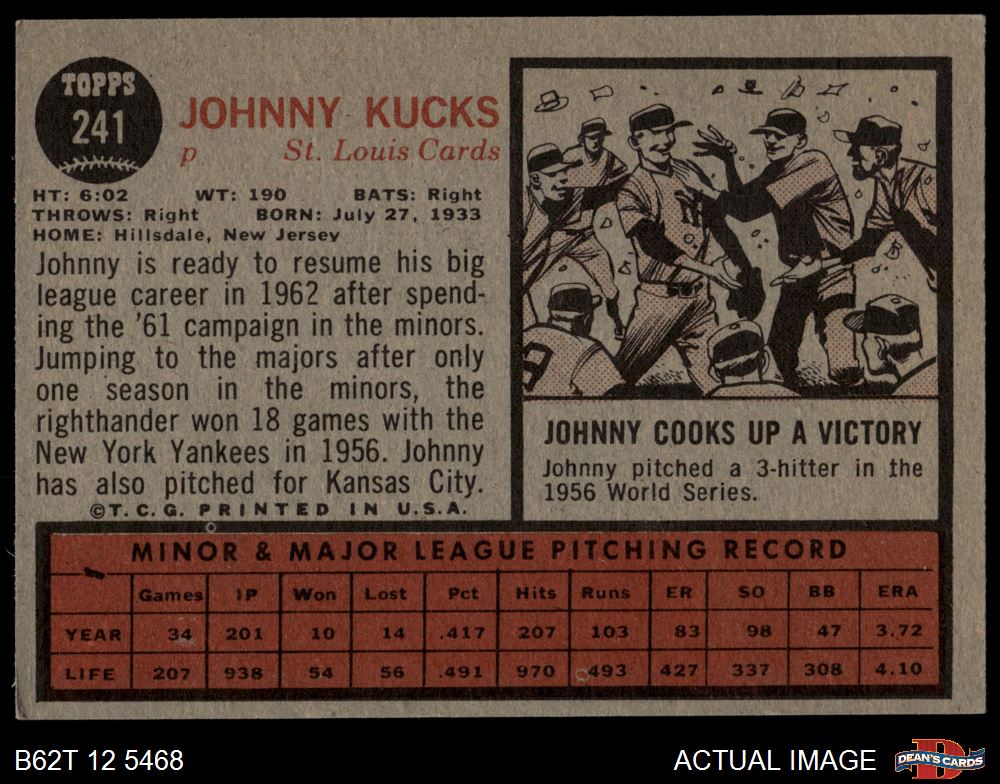 TOPPS
241
JOHNNY KUCKS
p St. Louis Cards
HT: 6:02 WT: 190 BATS: Right
THROWS: Right BORN: July 27, 1933
HOME: Hillsdale, New Jersey
Johnny is ready to resume his big
league career in 1962 after spend-
ing the '61 campaign in the minors.
Jumping to the majors after only
one season in the minors, the
righthander won 18 games with the
New York Yankees in 1956. Johnny
has also pitched for Kansas City.
©T.C.G. PRINTED IN U.S.A.
NY
8
JOHNNY COOKS UP A VICTORY
Johnny pitched a 3-hitter in the
1956 World Series.
MINOR & MAJOR LEAGUE PITCHING RECORD
Games IP Won Lost Pct Hits Runs ER SO BB ERA
YEAR 34 201 10 14 .417 207 103 83 98 47 3.72
LIFE 207 938 54 56 .491 970 493 427 337 308 4.10
B62T 12 5468 ACTUAL IMAGE
DEAN'S CARDS